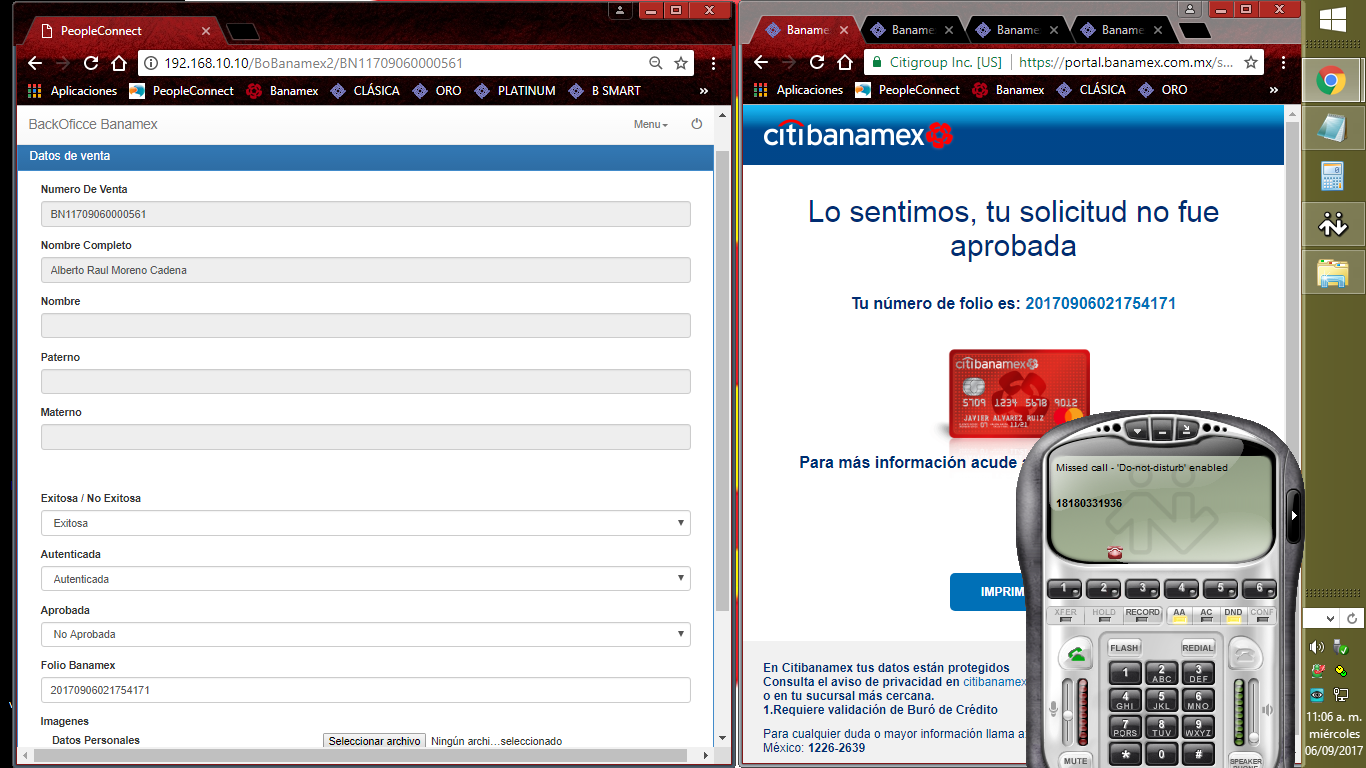 PeopleConnect
192.168.10.10/BoBanamex2/BN11709060000561
Aplicaciones PeopleConnect Banamex CLÁSICA ORO PLATINUM B SMART »
BackOficce Banamex Menu
Datos de venta
Numero De Venta
BN11709060000561
Nombre Completo
Alberto Raul Moreno Cadena
Nombre
Paterno
Materno
Exitosa / No Exitosa
Exitosa
Autenticada
Autenticada
Aprobada
No Aprobada
Folio Banamex
20170906021754171
Imagenes
Datos Personales Seleccionar archivo Ningún archi...seleccionado
Baname Baname Baname Baname
Citigroup Inc. [US] https://portal.banamex.com.mx/s...
Aplicaciones PeopleConnect Banamex CLÁSICA ORO »
citibanamex
Lo sentimos, tu solicitud no fue
aprobada
Tu número de folio es: 20170906021754171
citibanamex
5709 1234 5678 9012
JAVIER ALVAREZ RUIZ
07 11/21
Para más información acude
IMPRIM
En Citibanamex tus datos están protegidos
Consulta el aviso de privacidad en citibanamex
o en tu sucursal más cercana.
1.Requiere validación de Buró de Crédito
Para cualquier duda o mayor información llama a
México: 1226-2639
Missed call - 'Do-not-disturb' enabled
18180331936
1 2 3 4 5 6
XFER HOLD RECORD AA AC DND CONF
FLASH REDIAL
1 2 ABC 3 DEF
4 GHI 5 JKL 6 MNO
7 PQRS 8 TUV 9 WXYZ
* 0 #
MUTE SPEAKER
11:06 a. m.
miércoles
06/09/2017